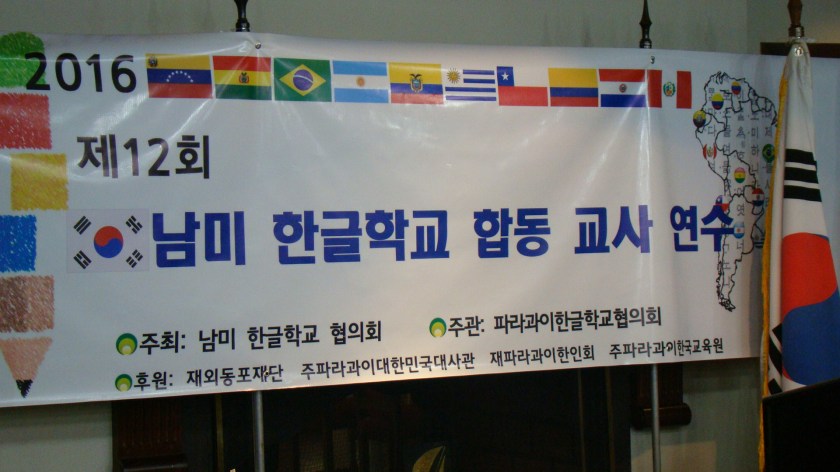 2016
제12회
남미 한글학교 합동 교사 연수
주최: 남미 한글학교 협의회 주관: 파라과이한글학교협의회
후원: 재외동포재단 주파라과이대한민국대사관 재파라과이한인회 주파라과이한국교육원